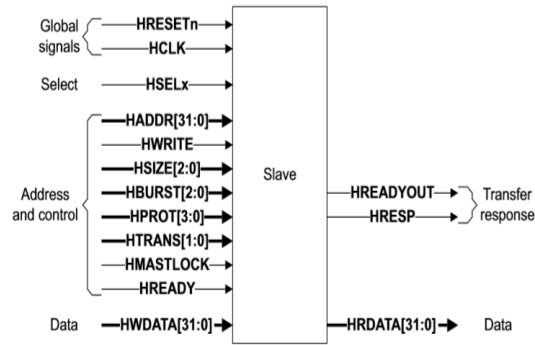 Global
signals
HRESETn
HCLK
Select
HSELx
Address
and control
HADDR[31:0]
HWRITE
HSIZE[2:0]
HBURST[2:0]
HPROT[3:0]
HTRANS[1:0]
HMASTLOCK
HREADY
Data
HWDATA[31:0]
Slave
HREADYOUT
HRESP
Transfer
response
HRDATA[31:0]
Data